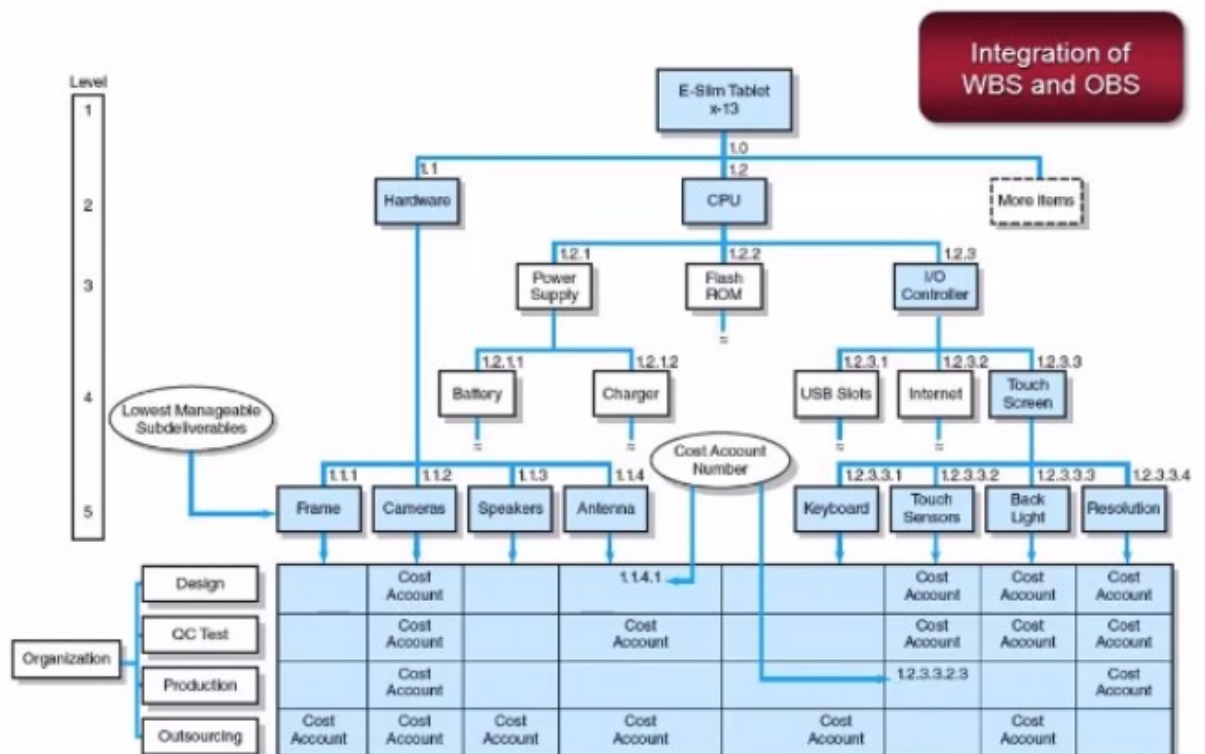 Integration of
WBS and OBS
Level
1
E-Slim Tablet
x-13
1.0
1.1
1.2
2
Hardware
CPU
More items
1.2.1
1.2.2
1.2.3
3
Power
Supply
Flash
ROM
I/O
Controller
1.2.1.1
1.2.1.2
1.2.3.1
1.2.3.2
1.2.3.3
4
Battery
Charger
USB Slots
Internet
Touch
Screen
Lowest Manageable
Subdeliverables
Cost Account
Number
1.1.1
1.1.2
1.1.3
1.1.4
1.2.3.3.1
1.2.3.3.2
1.2.3.3.3
1.2.3.3.4
5
Frame
Cameras
Speakers
Antenna
Keyboard
Touch
Sensors
Back
Light
Resolution
Organization
Design
Cost
Account
1.1.4.1
Cost
Account
Cost
Account
Cost
Account
QC Test
Cost
Account
Cost
Account
Cost
Account
Cost
Account
Cost
Account
Production
Cost
Account
1.2.3.3.2.3
Cost
Account
Outsourcing
Cost
Account
Cost
Account
Cost
Account
Cost
Account
Cost
Account
Cost
Account